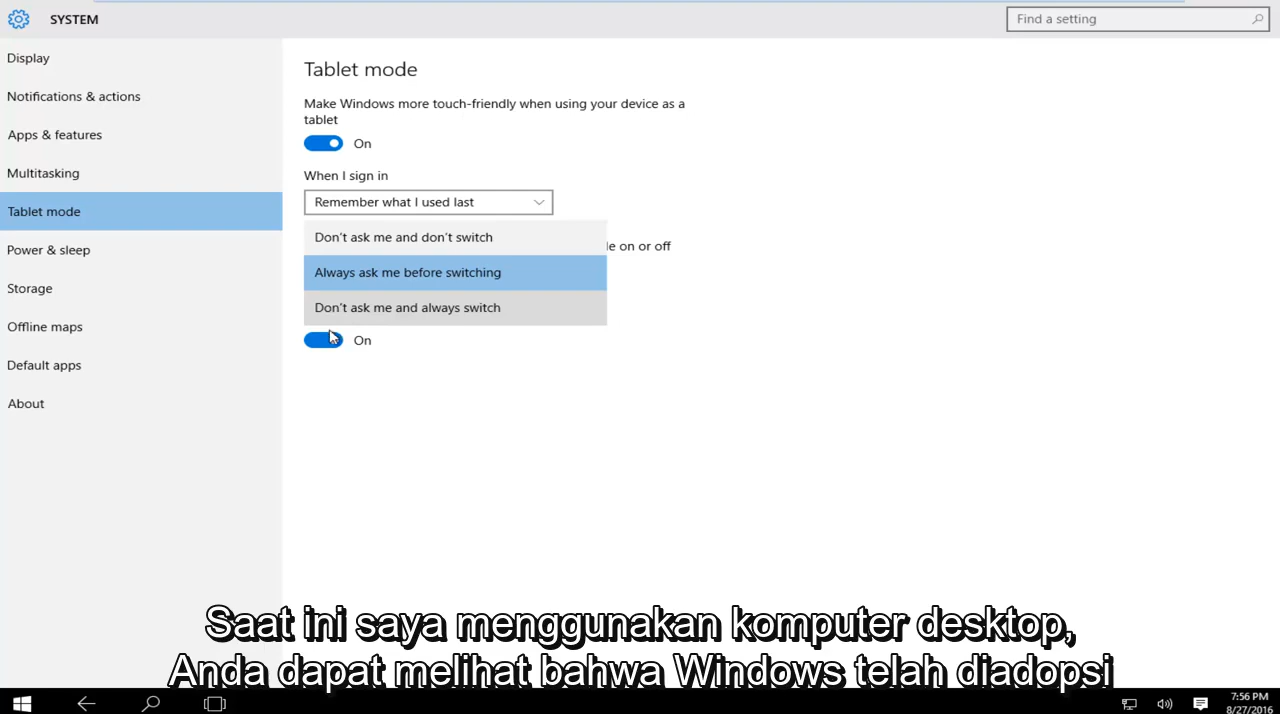 SYSTEM
Find a setting
Display
Notifications & actions
Apps & features
Multitasking
Tablet mode
Power & sleep
Storage
Offline maps
Default apps
About
Tablet mode
Make Windows more touch-friendly when using your device as a
tablet
On
When I sign in
Remember what I used last
Don't ask me and don't switch
le on or off
Always ask me before switching
Don't ask me and always switch
On
Saat ini saya menggunakan komputer desktop,
Anda dapat melihat bahwa Windows telah diadopsi
7:56 PM
8/27/2016